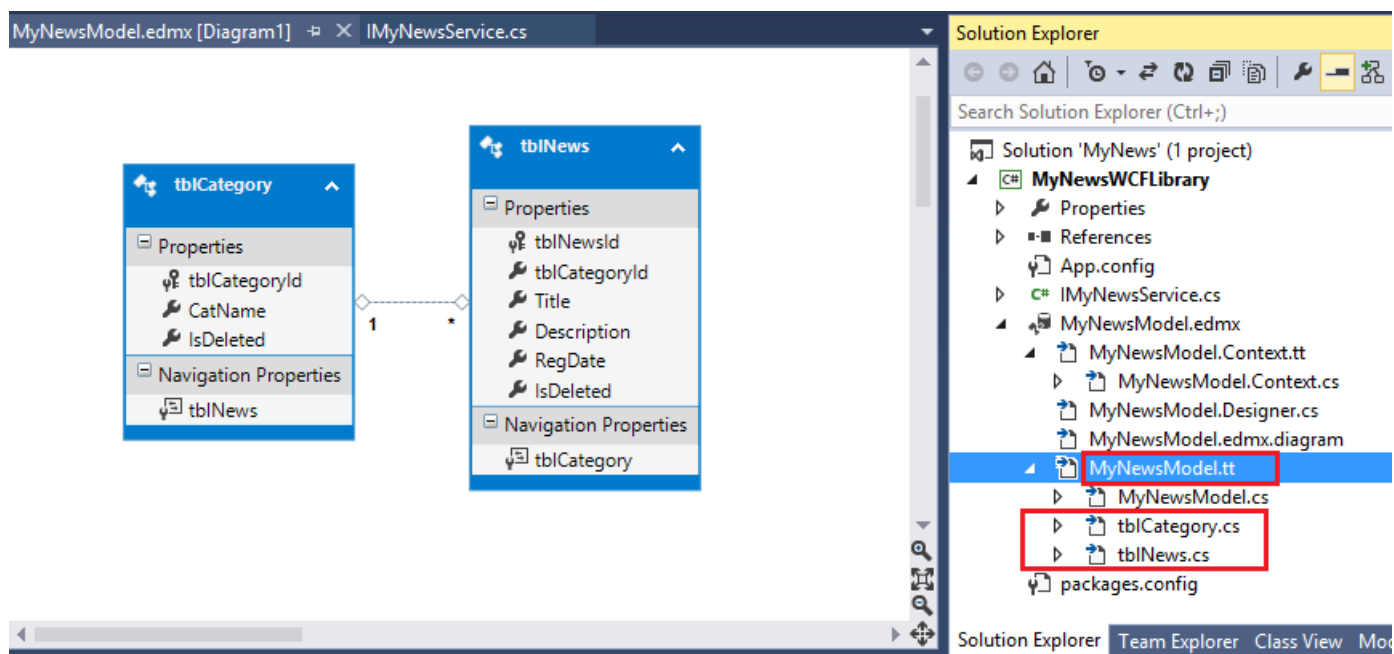 MyNewsModel.edmx [Diagram1]
IMyNewsService.cs
tblCategory
Properties
tblCategoryId
CatName
IsDeleted
Navigation Properties
tblNews
1
*
tblNews
Properties
tblNewsId
tblCategoryId
Title
Description
RegDate
IsDeleted
Navigation Properties
tblCategory
Solution Explorer
Search Solution Explorer (Ctrl+;)
Solution 'MyNews' (1 project)
C# MyNewsWCFLibrary
Properties
References
App.config
C# IMyNewsService.cs
MyNewsModel.edmx
MyNewsModel.Context.tt
MyNewsModel.Context.cs
MyNewsModel.Designer.cs
MyNewsModel.edmx.diagram
MyNewsModel.tt
MyNewsModel.cs
tblCategory.cs
tblNews.cs
packages.config
Solution Explorer Team Explorer Class View